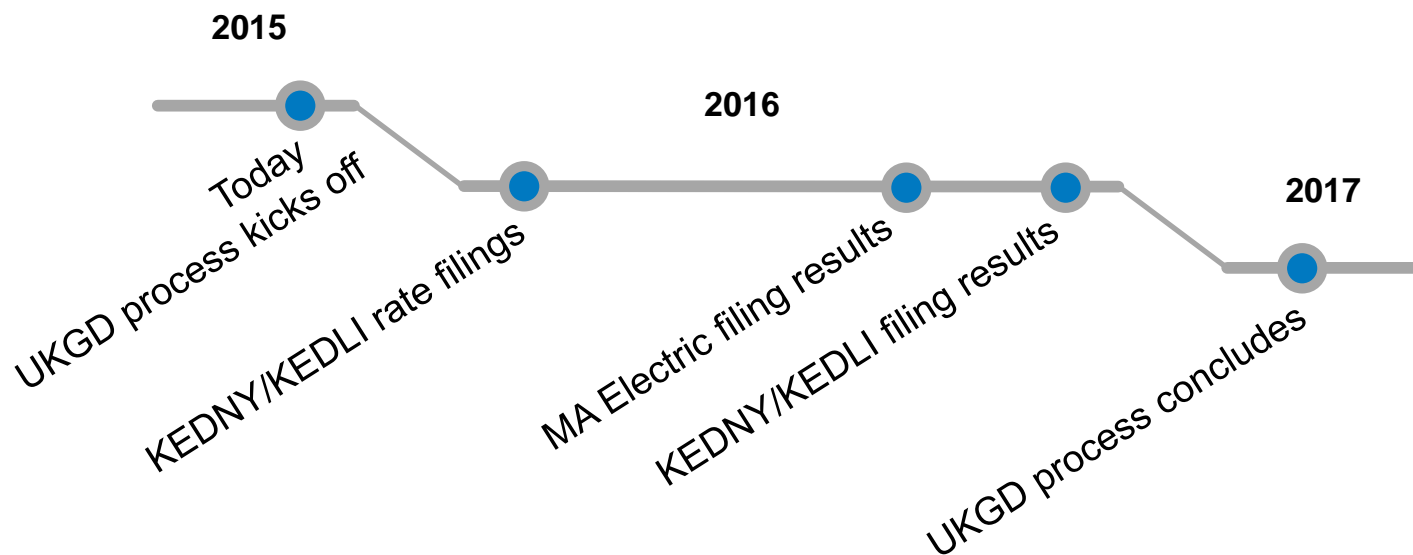 2015
Today
UKGD process kicks off
2016
KEDNY/KEDLI rate filings
MA Electric filing results
KEDNY/KEDLI filing results
2017
UKGD process concludes